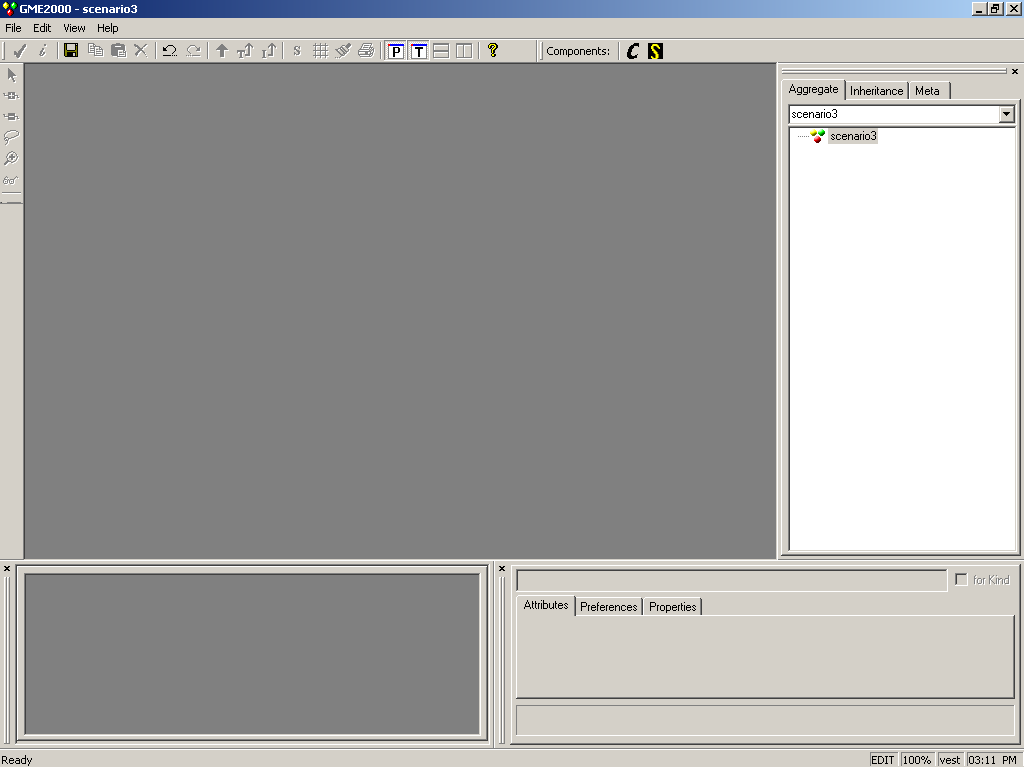 GME2000 - scenario3
File Edit View Help
P T Components: C S
Aggregate Inheritance Meta
scenario3
scenario3
for Kind
Attributes Preferences Properties
Ready EDIT 100% vest 03:11 PM